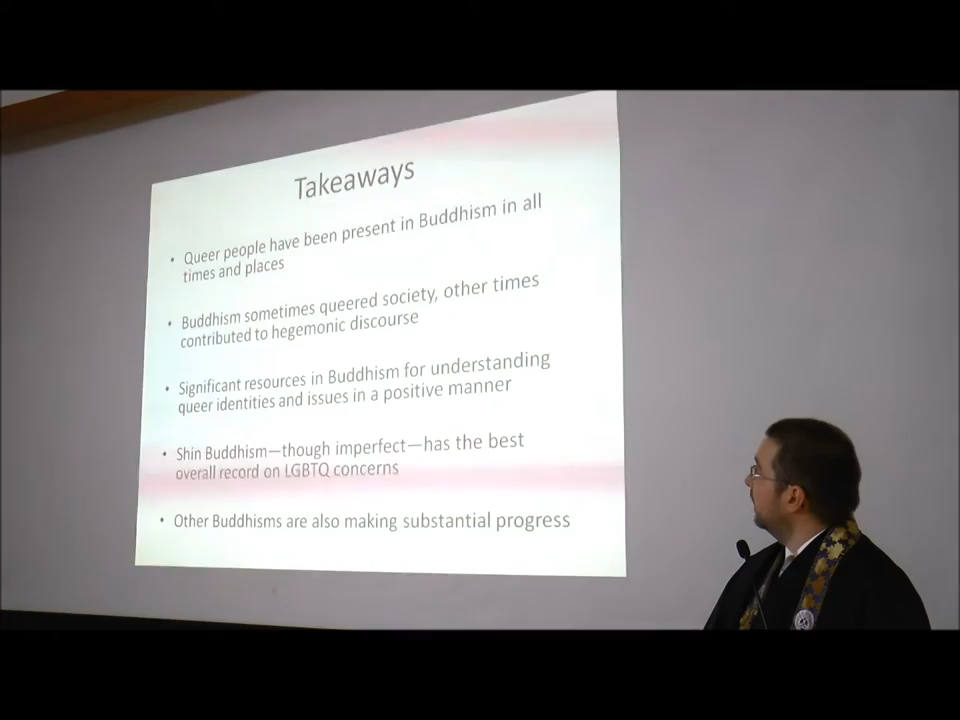 Takeaways
• Queer people have been present in Buddhism in all
times and places
• Buddhism sometimes queered society, other times
contributed to hegemonic discourse
• Significant resources in Buddhism for understanding
queer identities and issues in a positive manner
• Shin Buddhism—though imperfect—has the best
overall record on LGBTQ concerns
• Other Buddhisms are also making substantial progress